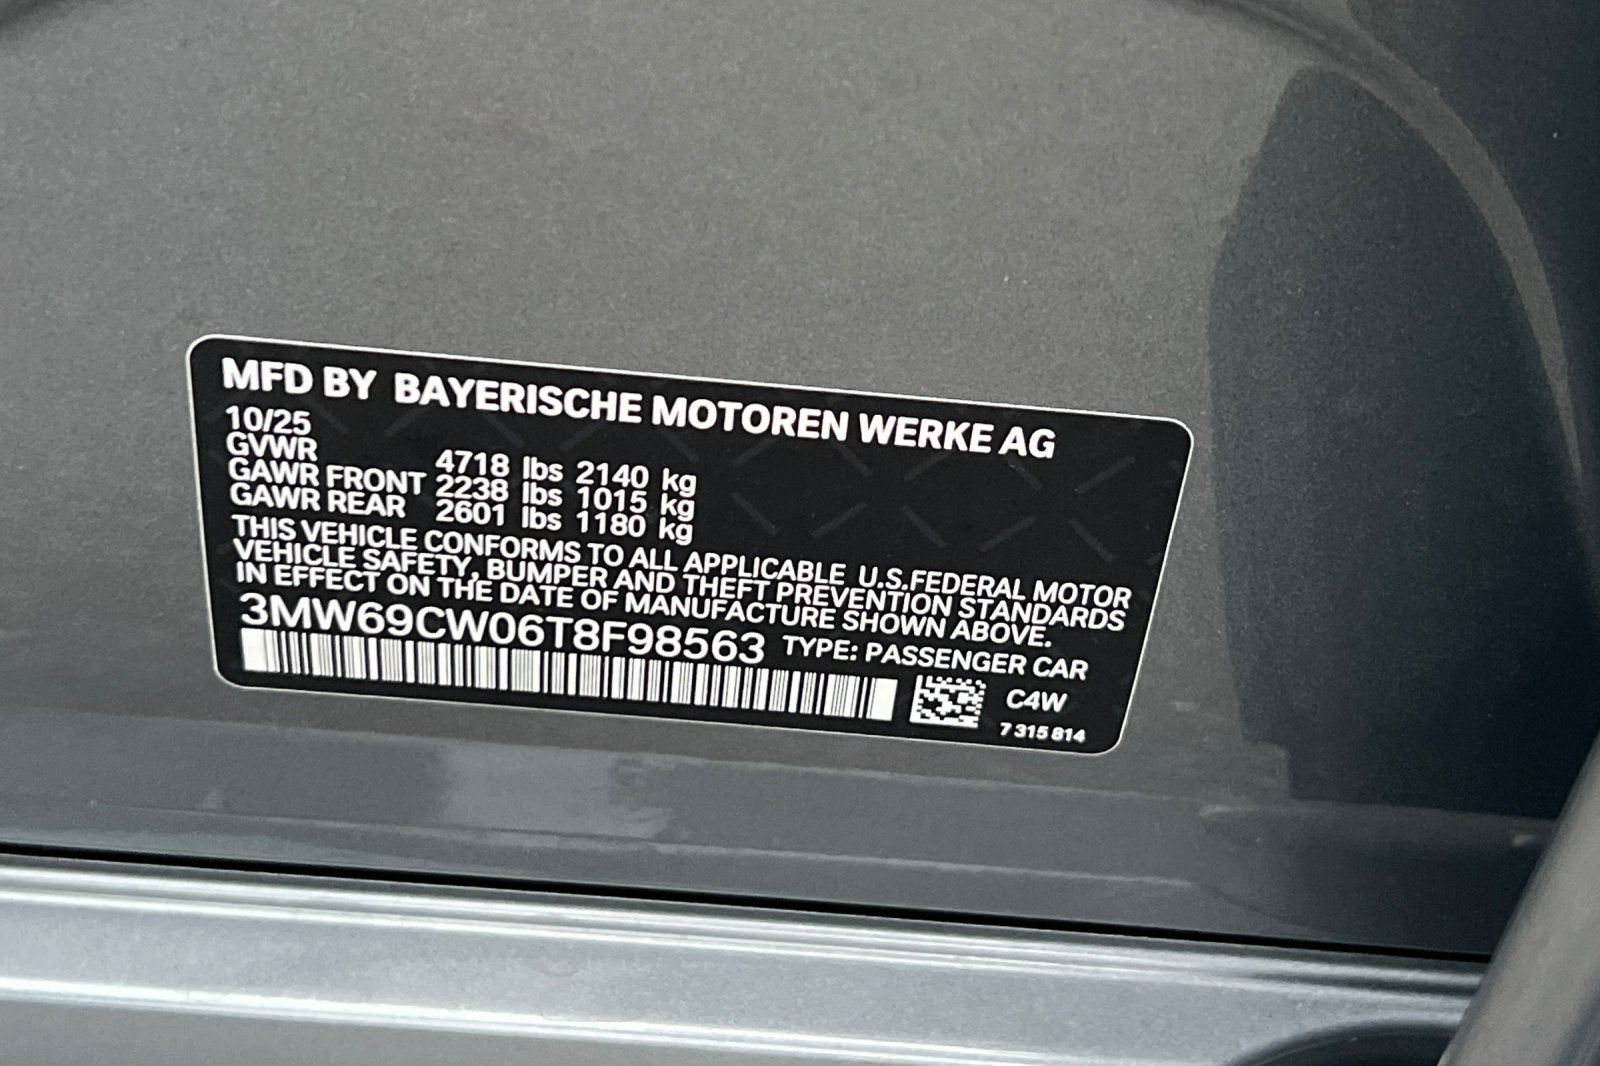 MFD BY BAYERISCHE MOTOREN WERKE AG
10/25
GVWR 4718 lbs 2140 kg
GAWR FRONT 2238 lbs 1015 kg
GAWR REAR 2601 lbs 1180 kg
THIS VEHICLE CONFORMS TO ALL APPLICABLE U.S.FEDERAL MOTOR
VEHICLE SAFETY, BUMPER AND THEFT PREVENTION STANDARDS
IN EFFECT ON THE DATE OF MANUFACTURE SHOWN ABOVE.
3MW69CW06T8F98563 TYPE: PASSENGER CAR
C4W
7 315 814